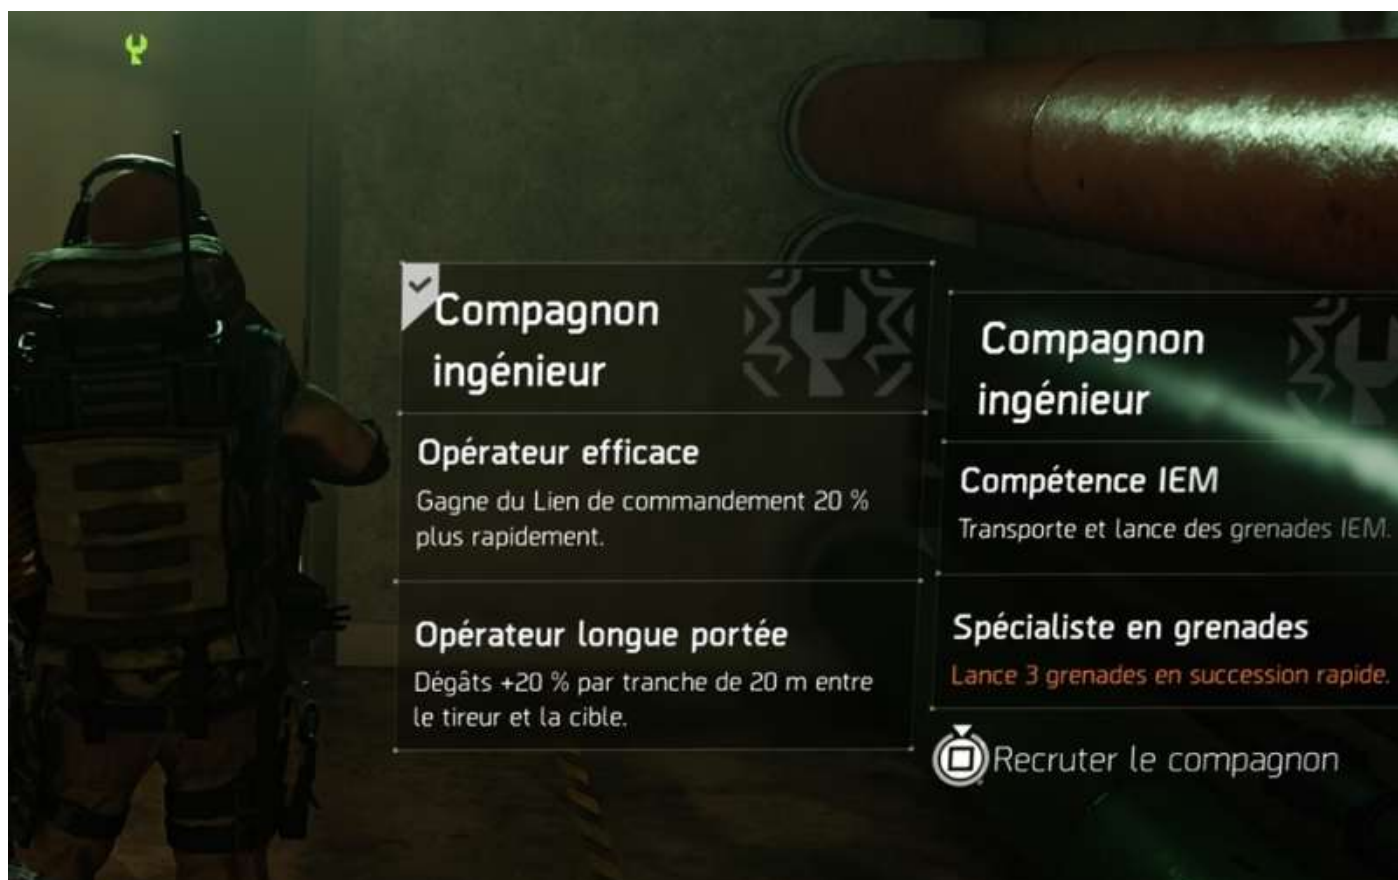 Compagnon
ingénieur
Opérateur efficace
Gagne du Lien de commandement 20 %
plus rapidement.
Opérateur longue portée
Dégâts +20 % par tranche de 20 m entre
le tireur et la cible.
Compagnon
ingénieur
Compétence IEM
Transporte et lance des grenades IEM.
Spécialiste en grenades
Lance 3 grenades en succession rapide.
Recruter le compagnon